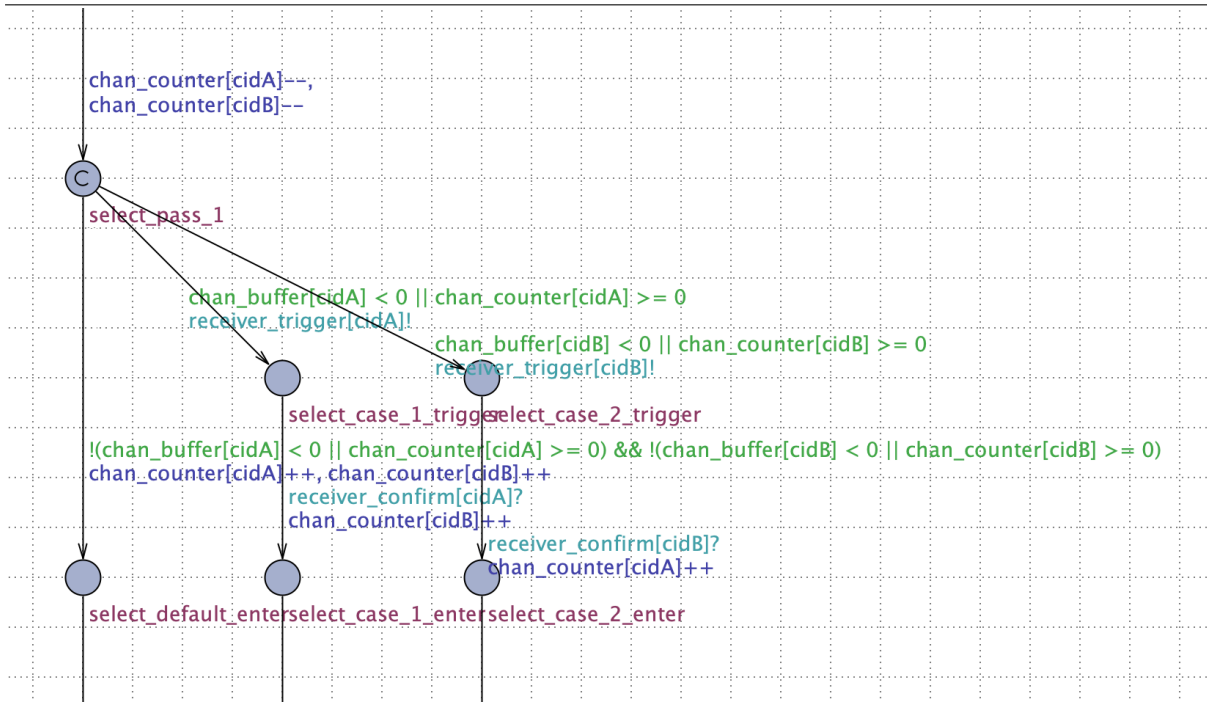 chan_counter[cidA]--,
chan_counter[cidB]--
C
select_pass_1
chan_buffer[cidA] < 0 || chan_counter[cidA] >= 0
receiver_trigger[cidA]!
chan_buffer[cidB] < 0 || chan_counter[cidB] >= 0
receiver_trigger[cidB]!
select_case_1_trigger
select_case_2_trigger
!(chan_buffer[cidA] < 0 || chan_counter[cidA] >= 0) && !(chan_buffer[cidB] < 0 || chan_counter[cidB] >= 0)
chan_counter[cidA]++, chan_counter[cidB]++
receiver_confirm[cidA]?
chan_counter[cidB]++
receiver_confirm[cidB]?
chan_counter[cidA]++
select_default_enter
select_case_1_enter
select_case_2_enter